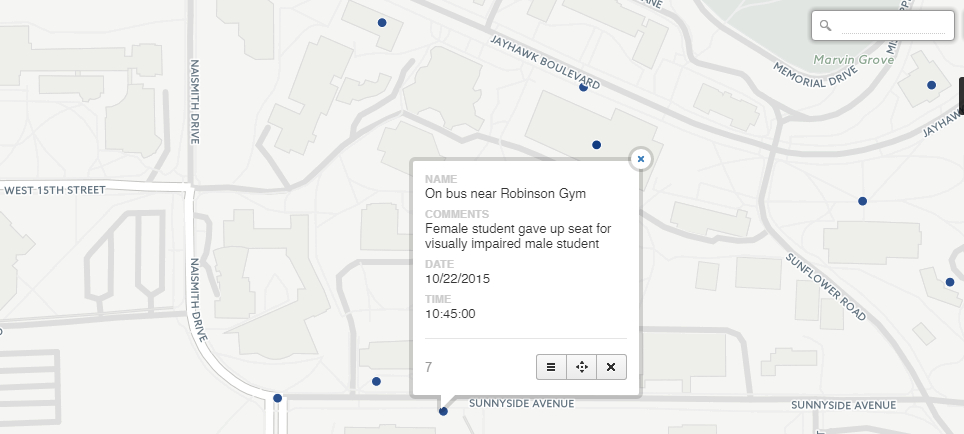 LANE
JAYHAWK BOULEVARD
Marvin Grove
MEMORIAL DRIVE
NAISMITH DRIVE
WEST 15TH STREET
NAME
On bus near Robinson Gym
COMMENTS
Female student gave up seat for
visually impaired male student
DATE
10/22/2015
TIME
10:45:00
7
NAISMITH DRIVE
SUNFLOWER ROAD
SUNNYSIDE AVENUE
SUNNYSIDE AVENUE